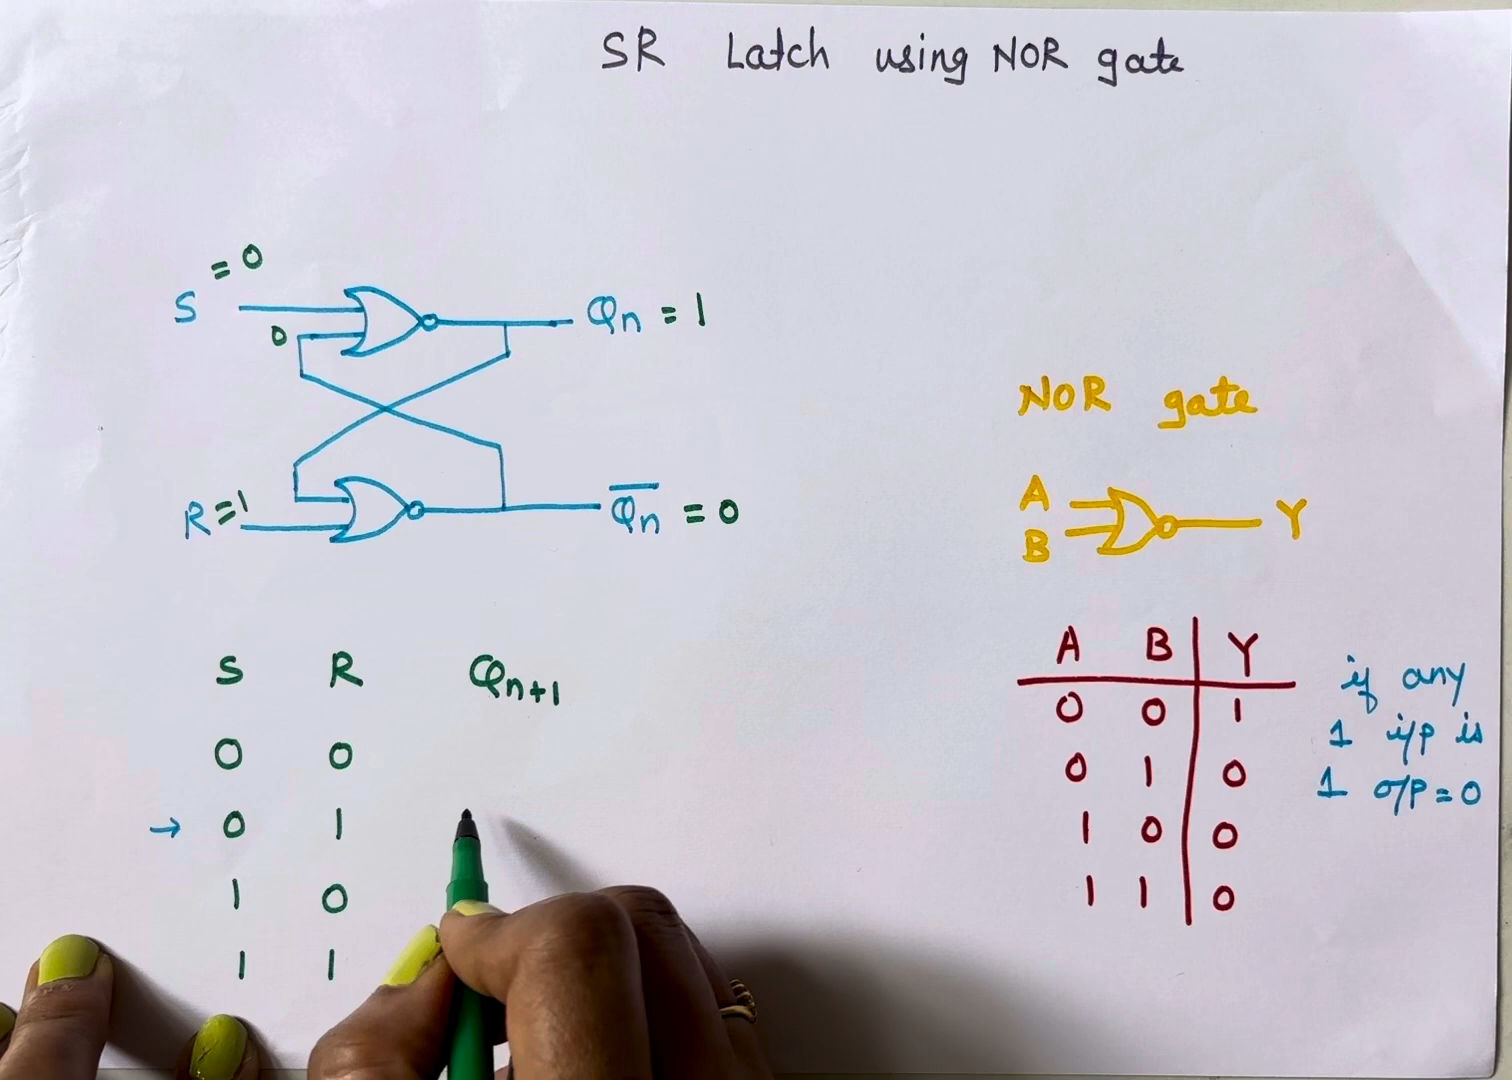 SR Latch using NOR gate
S = 0
0
Qn = 1
R = 1
Q̅n̅ = 0
S R Qn+1
0 0
→ 0 1
1 0
1 1
NOR gate
A
B
Y
A B Y
0 0 1
0 1 0
1 0 0
1 1 0
if any
1 i/p is
1 o/p = 0